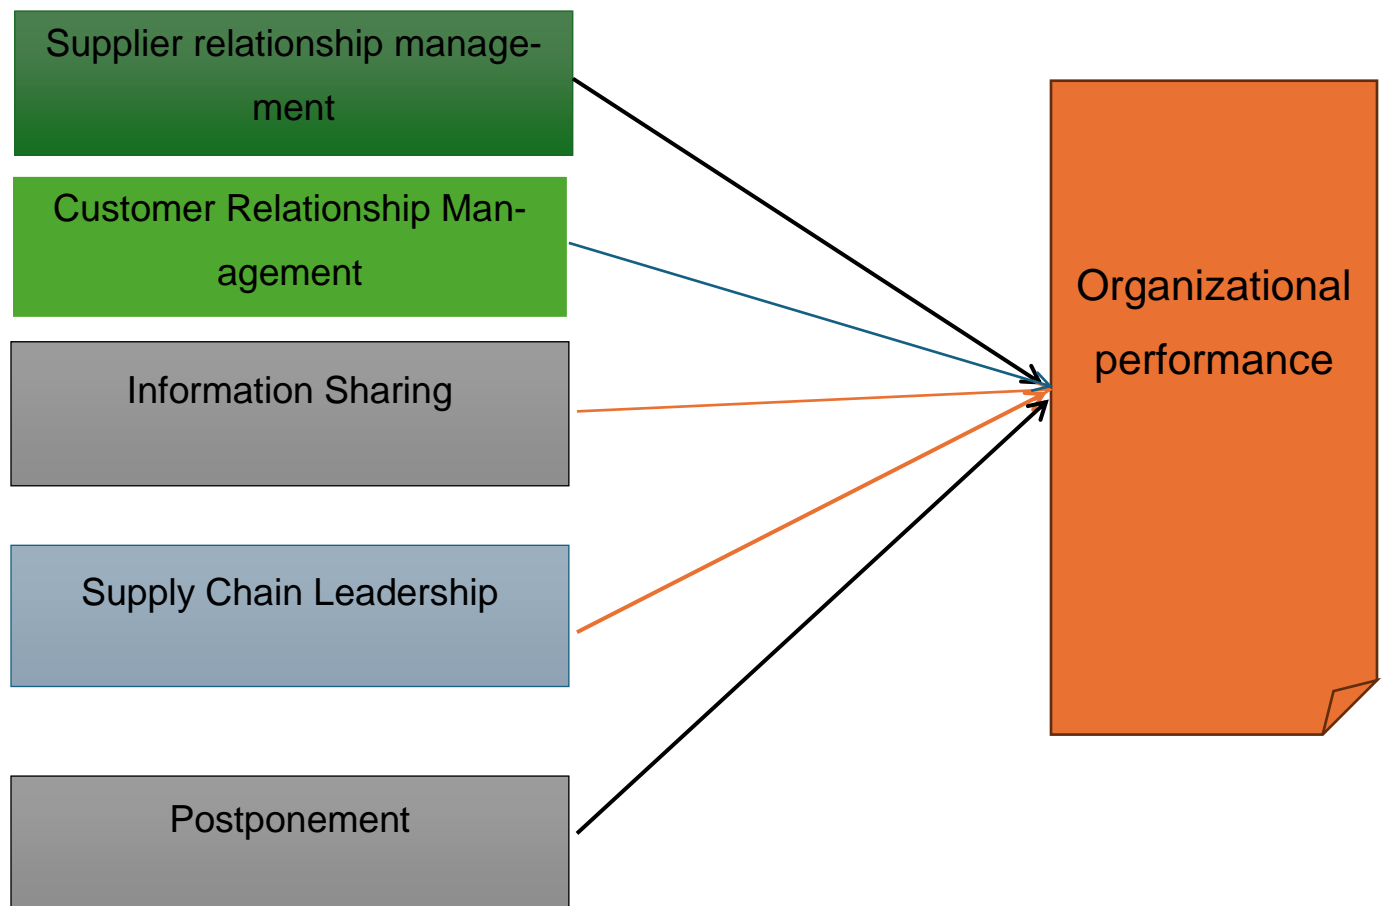 Supplier relationship manage-
ment
Customer Relationship Man-
agement
Information Sharing
Supply Chain Leadership
Postponement
Organizational
performance